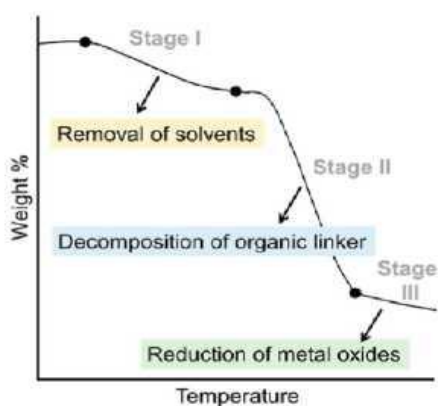 Stage I
Removal of solvents
Stage II
Weight %
Decomposition of organic linker
Stage
III
Reduction of metal oxides
Temperature